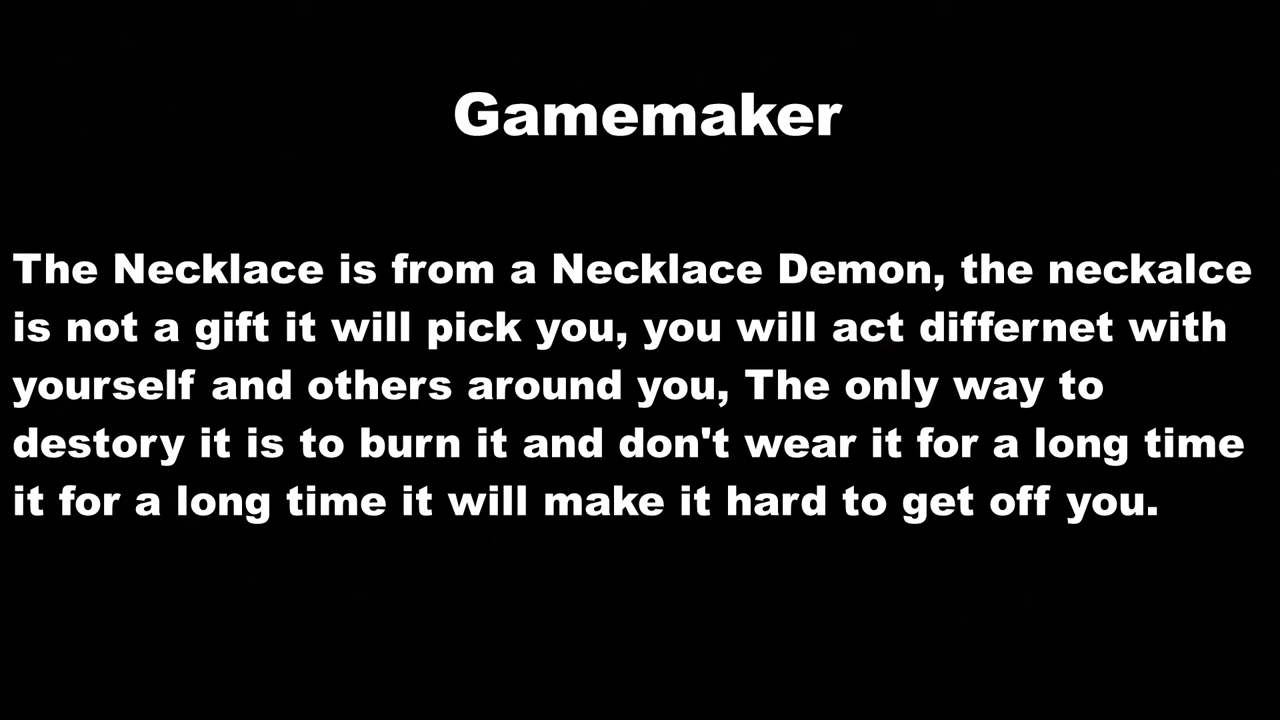 Gamemaker
The Necklace is from a Necklace Demon, the neckalce
is not a gift it will pick you, you will act differnet with
yourself and others around you, The only way to
destory it is to burn it and don't wear it for a long time
it for a long time it will make it hard to get off you.